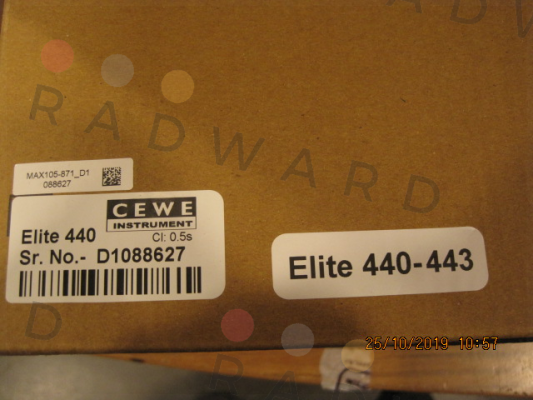 RADWARD
MAX105-871_D1
088627
CEWE
INSTRUMENT
Elite 440
Cl: 0.5s
Sr. No.- D1088627
Elite 440-443
25/10/2019 10:57